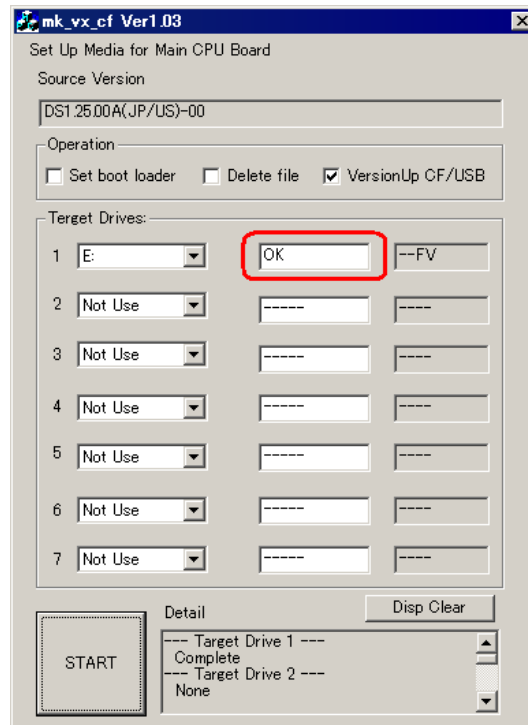 mk_vx_cf Ver1.03
Set Up Media for Main CPU Board
Source Version
DS1.25.00A(JP/US)-00
Operation
Set boot loader Delete file VersionUp CF/USB
Terget Drives:
1 E: OK --FV
2 Not Use ----- ----
3 Not Use ----- ----
4 Not Use ----- ----
5 Not Use ----- ----
6 Not Use ----- ----
7 Not Use ----- ----
START
Detail Disp Clear
--- Target Drive 1 ---
Complete
--- Target Drive 2 ---
None